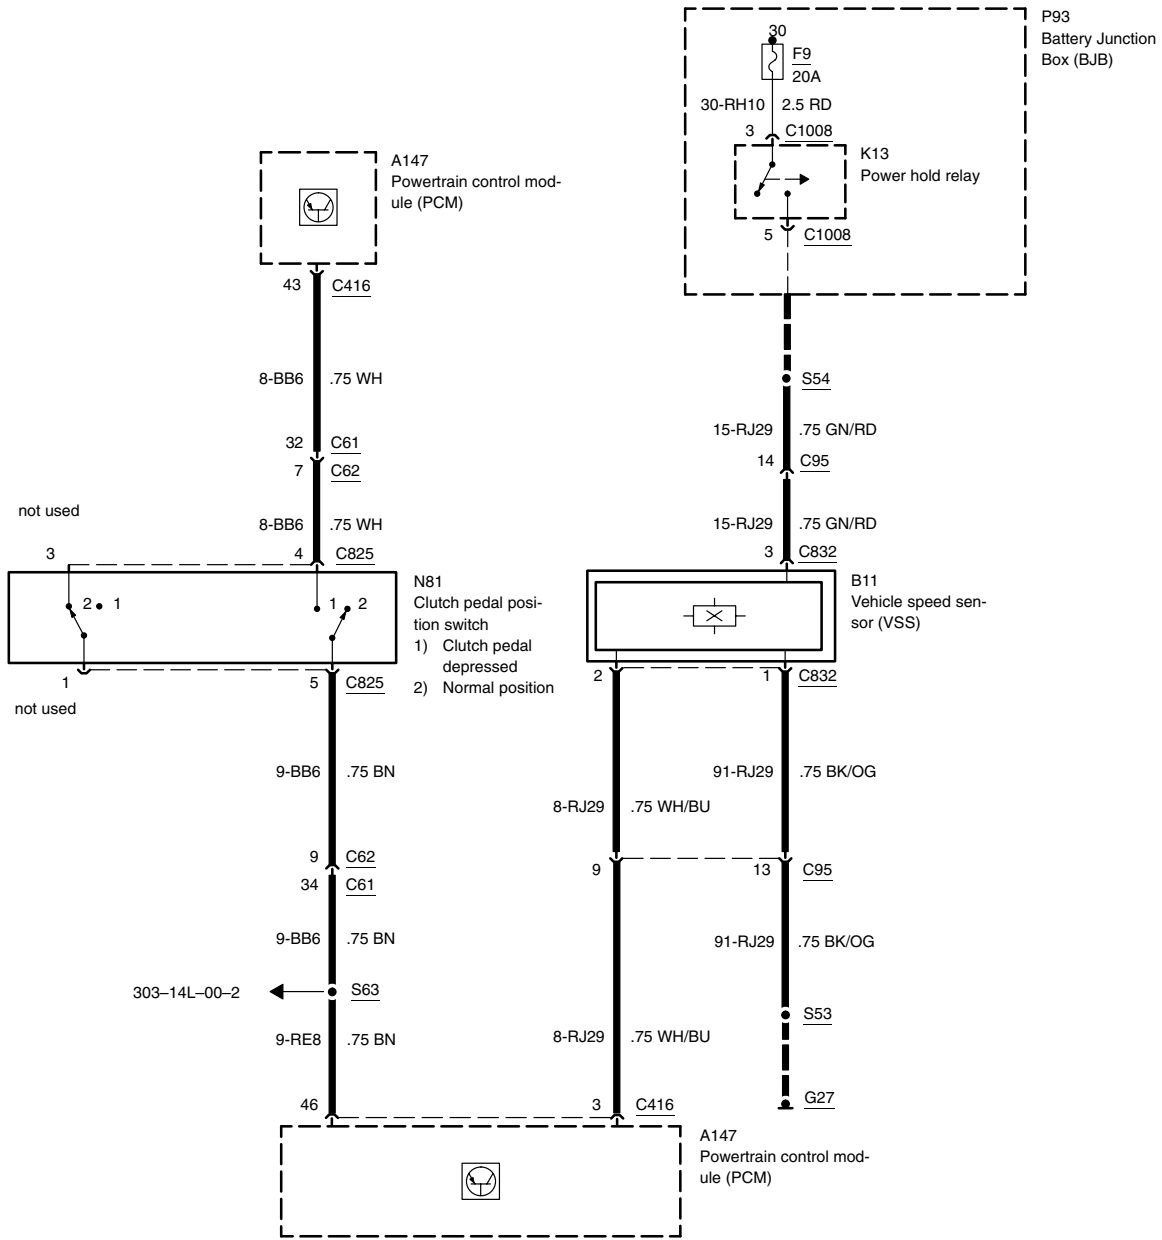 P93
Battery Junction
Box (BJB)
30
F9
20A
30-RH10 2.5 RD
3 C1008
K13
Power hold relay
5 C1008
A147
Powertrain control mod-
ule (PCM)
43 C416
8-BB6 .75 WH
S54
15-RJ29 .75 GN/RD
32 C61
14 C95
7 C62
not used
8-BB6 .75 WH
15-RJ29 .75 GN/RD
3 4 C825
3 C832
2 1 1 2
N81
Clutch pedal posi-
tion switch
1) Clutch pedal
depressed
2) Normal position
B11
Vehicle speed sen-
sor (VSS)
1 5 C825
2 1 C832
not used
9-BB6 .75 BN
91-RJ29 .75 BK/OG
8-RJ29 .75 WH/BU
9 C62
9 13 C95
34 C61
9-BB6 .75 BN
91-RJ29 .75 BK/OG
303–14L–00–2
S63
S53
9-RE8 .75 BN
8-RJ29 .75 WH/BU
46 3 C416
G27
A147
Powertrain control mod-
ule (PCM)